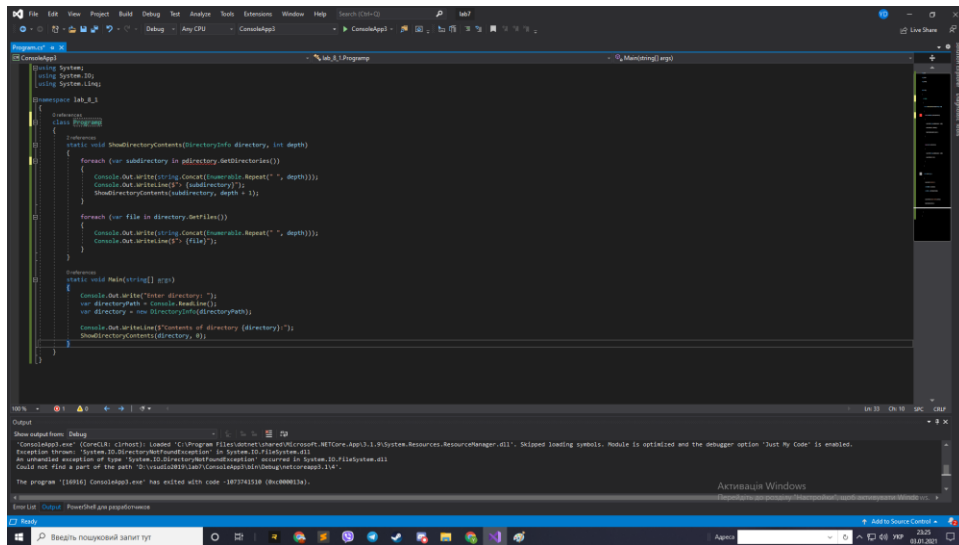 File Edit View Project Build Debug Test Analyze Tools Extensions Window Help Search (Ctrl+Q) lab7 YO
Debug Any CPU ConsoleApp3 ConsoleApp3 Live Share
Program.cs*
ConsoleApp3 lab_8_1.Programp Main(string[] args)
using System;
using System.IO;
using System.Linq;
namespace lab_8_1
{
0 references
class Programp
{
2 references
static void ShowDirectoryContents(DirectoryInfo directory, int depth)
{
foreach (var subdirectory in pdirectory.GetDirectories())
{
Console.Out.Write(string.Concat(Enumerable.Repeat(" ", depth)));
Console.Out.WriteLine($"> {subdirectory}");
ShowDirectoryContents(subdirectory, depth + 1);
}
foreach (var file in directory.GetFiles())
{
Console.Out.Write(string.Concat(Enumerable.Repeat(" ", depth)));
Console.Out.WriteLine($"> {file}");
}
}
0 references
static void Main(string[] args)
{
Console.Out.Write("Enter directory: ");
var directoryPath = Console.ReadLine();
var directory = new DirectoryInfo(directoryPath);
Console.Out.WriteLine($"Contents of directory {directory}:");
ShowDirectoryContents(directory, 0);
}
}
}
100 % 1 0 Ln: 33 Ch: 10 SPC CRLF
Output
Show output from: Debug
'ConsoleApp3.exe' (CoreCLR: clrhost): Loaded 'C:\Program Files\dotnet\shared\Microsoft.NETCore.App\3.1.9\System.Resources.ResourceManager.dll'. Skipped loading symbols. Module is optimized and the debugger option 'Just My Code' is enabled.
Exception thrown: 'System.IO.DirectoryNotFoundException' in System.IO.FileSystem.dll
An unhandled exception of type 'System.IO.DirectoryNotFoundException' occurred in System.IO.FileSystem.dll
Could not find a part of the path 'D:\vsudio2019\lab7\ConsoleApp3\bin\Debug\netcoreapp3.1\4'.
The program '[16916] ConsoleApp3.exe' has exited with code -1073741510 (0xc000013a).
Активація Windows
Перейдіть до розділу "Настройки", щоб активувати Windows.
Error List Output PowerShell для разработчиков
Ready Add to Source Control
Введіть пошуковий запит тут Адреса УКР 23:25
03.01.2021